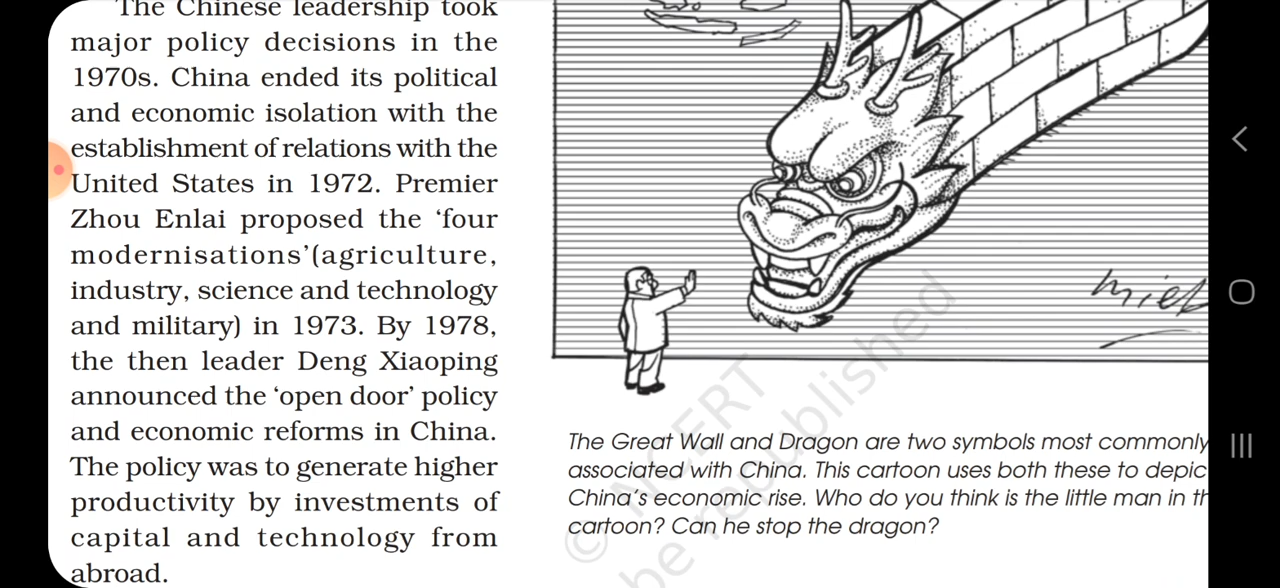 The Chinese leadership took
major policy decisions in the
1970s. China ended its political
and economic isolation with the
establishment of relations with the
United States in 1972. Premier
Zhou Enlai proposed the ‘four
modernisations’(agriculture,
industry, science and technology
and military) in 1973. By 1978,
the then leader Deng Xiaoping
announced the ‘open door’ policy
and economic reforms in China.
The policy was to generate higher
productivity by investments of
capital and technology from
abroad.
The Great Wall and Dragon are two symbols most commonly
associated with China. This cartoon uses both these to depic
China’s economic rise. Who do you think is the little man in th
cartoon? Can he stop the dragon?
© NCERT
be republished